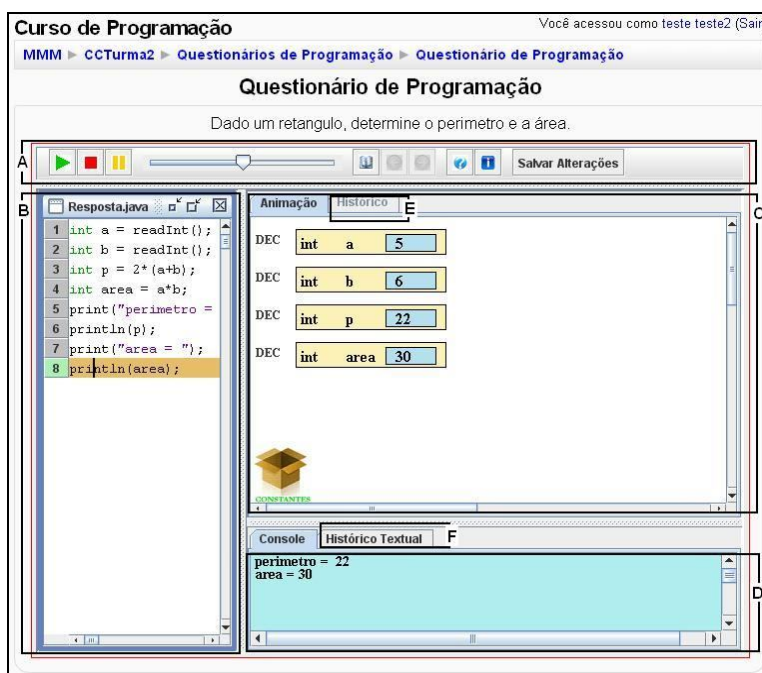 Curso de Programação
Você acessou como teste teste2 (Sair
MMM ► CCTurma2 ► Questionários de Programação ► Questionário de Programação
Questionário de Programação
Dado um retangulo, determine o perimetro e a área.
A
Salvar Alterações
B
Resposta.java
1 int a = readInt();
2 int b = readInt();
3 int p = 2*(a+b);
4 int area = a*b;
5 print("perimetro =
6 println(p);
7 print("area = ");
8 println(area);
Animação
Histórico
E
C
DEC int a 5
DEC int b 6
DEC int p 22
DEC int area 30
CONSTANTES
Console
Histórico Textual
F
perimetro = 22
area = 30
D